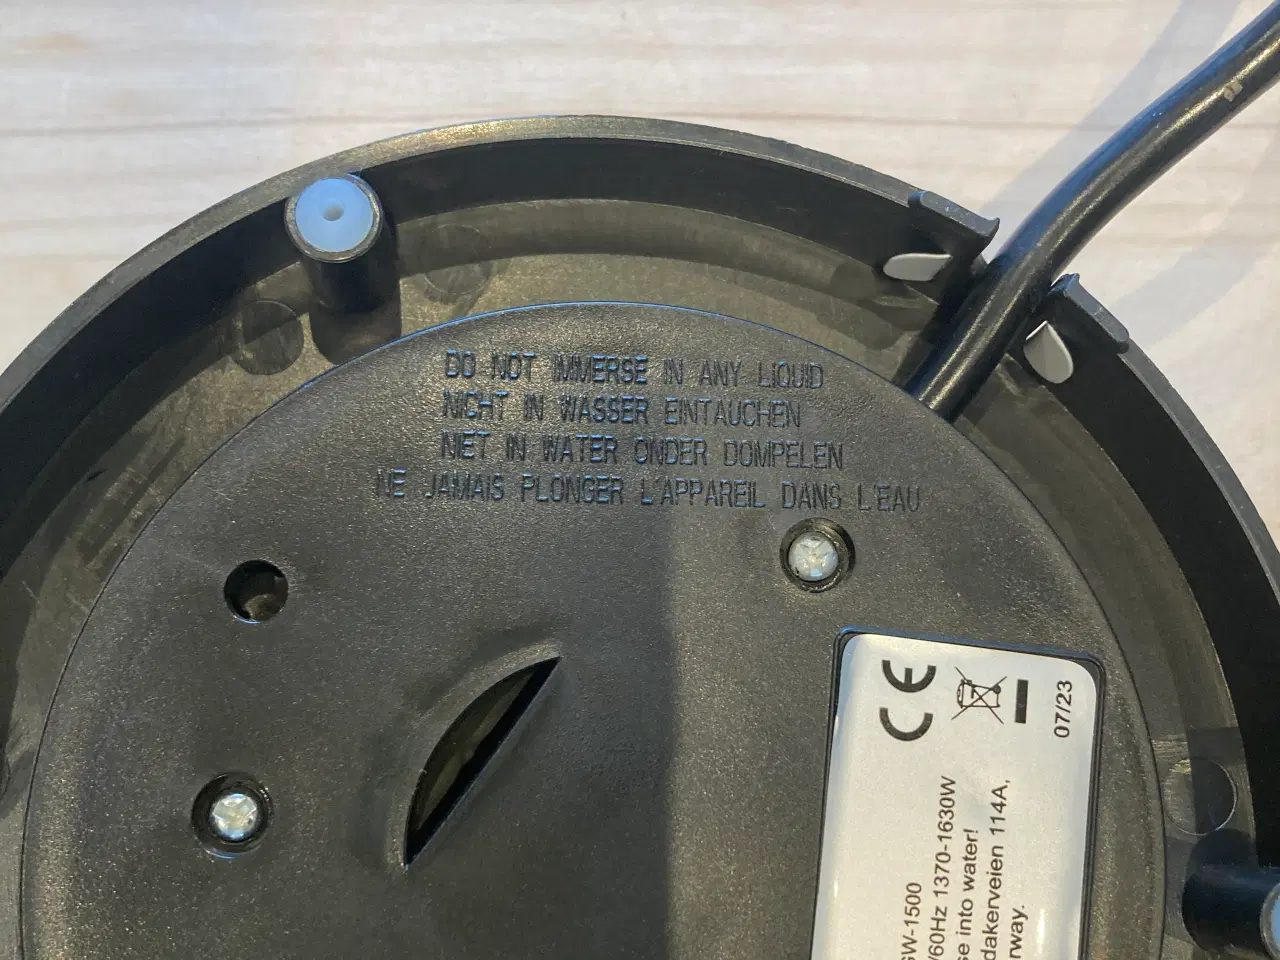 DO NOT IMMERSE IN ANY LIQUID
NICHT IN WASSER EINTAUCHEN
NIET IN WATER ONDER DOMPELEN
NE JAMAIS PLONGER L'APPAREIL DANS L'EAU
CE
07/23
GW-1500
/60Hz 1370-1630W
se into water!
dakerveien 114A,
rway.